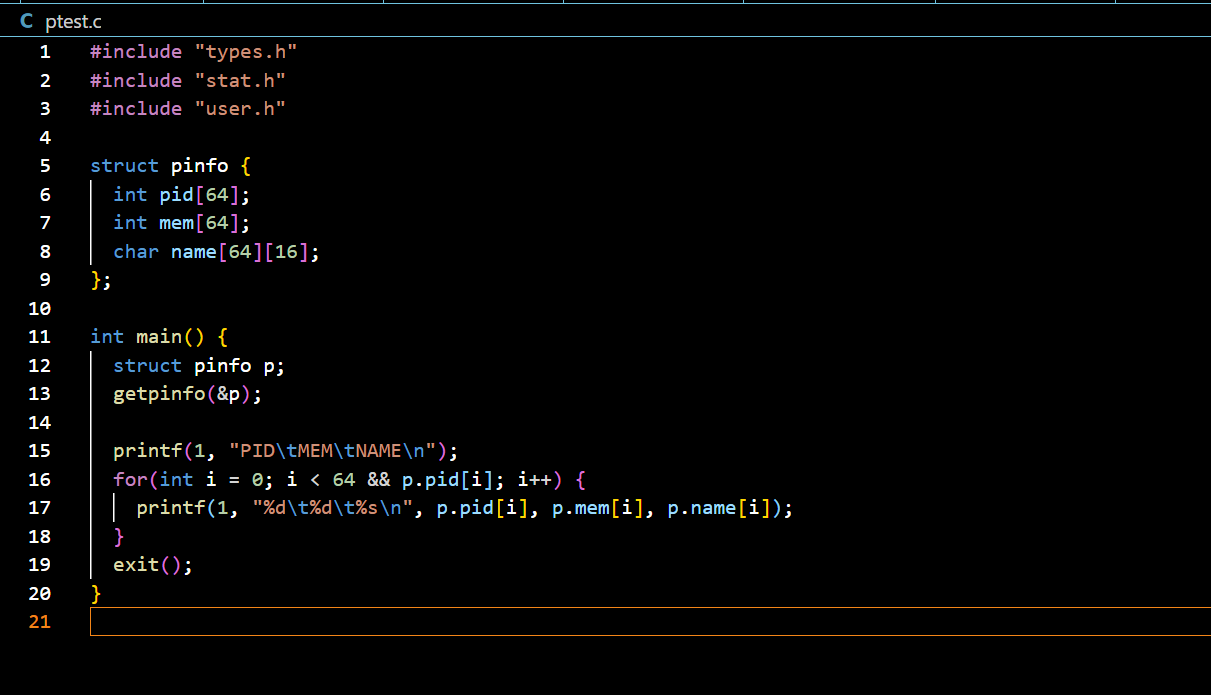 C ptest.c
1 #include "types.h"
2 #include "stat.h"
3 #include "user.h"
4
5 struct pinfo {
6   int pid[64];
7   int mem[64];
8   char name[64][16];
9 };
10
11 int main() {
12   struct pinfo p;
13   getpinfo(&p);
14
15   printf(1, "PID\tMEM\tNAME\n");
16   for(int i = 0; i < 64 && p.pid[i]; i++) {
17     printf(1, "%d\t%d\t%s\n", p.pid[i], p.mem[i], p.name[i]);
18   }
19   exit();
20 }
21